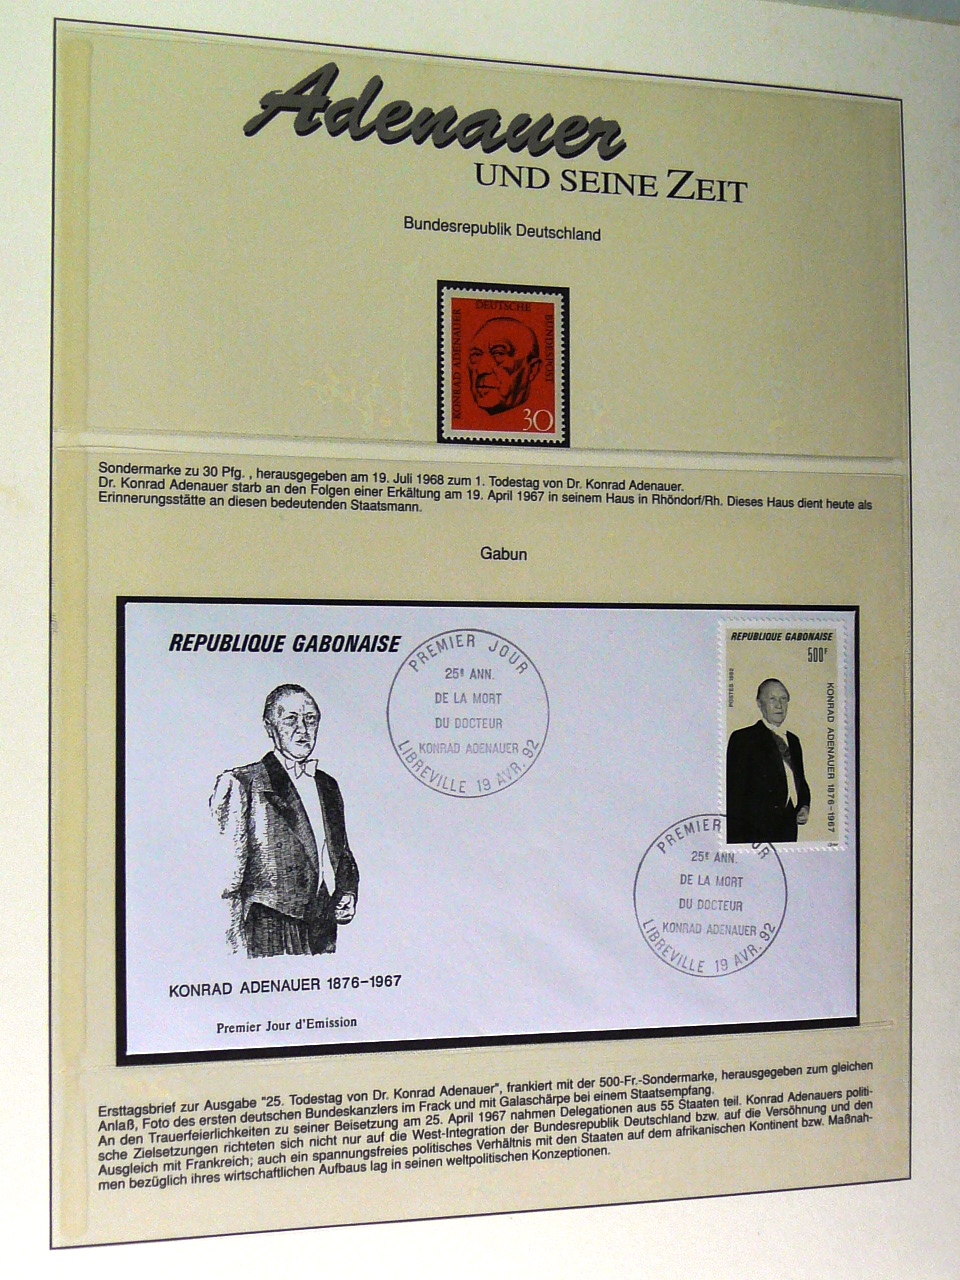 Adenauer
UND SEINE ZEIT
Bundesrepublik Deutschland
DEUTSCHE
BUNDESPOST
KONRAD ADENAUER
30
Sondermarke zu 30 Pfg. , herausgegeben am 19. Juli 1968 zum 1. Todestag von Dr. Konrad Adenauer.
Dr. Konrad Adenauer starb an den Folgen einer Erkältung am 19. April 1967 in seinem Haus in Rhöndorf/Rh. Dieses Haus dient heute als
Erinnerungsstätte an diesen bedeutenden Staatsmann.
Gabun
REPUBLIQUE GABONAISE
PREMIER JOUR
25e ANN.
DE LA MORT
DU DOCTEUR
KONRAD ADENAUER
LIBREVILLE 19 AVR. 92
REPUBLIQUE GABONAISE
500F
POSTES 1992
KONRAD ADENAUER 1876-1967
PREMIER JOUR
25e ANN.
DE LA MORT
DU DOCTEUR
KONRAD ADENAUER
LIBREVILLE 19 AVR. 92
KONRAD ADENAUER 1876-1967
Premier Jour d'Emission
Ersttagsbrief zur Ausgabe "25. Todestag von Dr. Konrad Adenauer", frankiert mit der 500-Fr.-Sondermarke, herausgegeben zum gleichen
Anlaß, Foto des ersten deutschen Bundeskanzlers im Frack und mit Galaschärpe bei einem Staatsempfang.
An den Trauerfeierlichkeiten zu seiner Beisetzung am 25. April 1967 nahmen Delegationen aus 55 Staaten teil. Konrad Adenauers politi-
sche Zielsetzungen richteten sich nicht nur auf die West-Integration der Bundesrepublik Deutschland bzw. auf die Versöhnung und den
Ausgleich mit Frankreich; auch ein spannungsfreies politisches Verhältnis mit den Staaten auf dem afrikanischen Kontinent bzw. Maßnah-
men bezüglich ihres wirtschaftlichen Aufbaus lag in seinen weltpolitischen Konzeptionen.